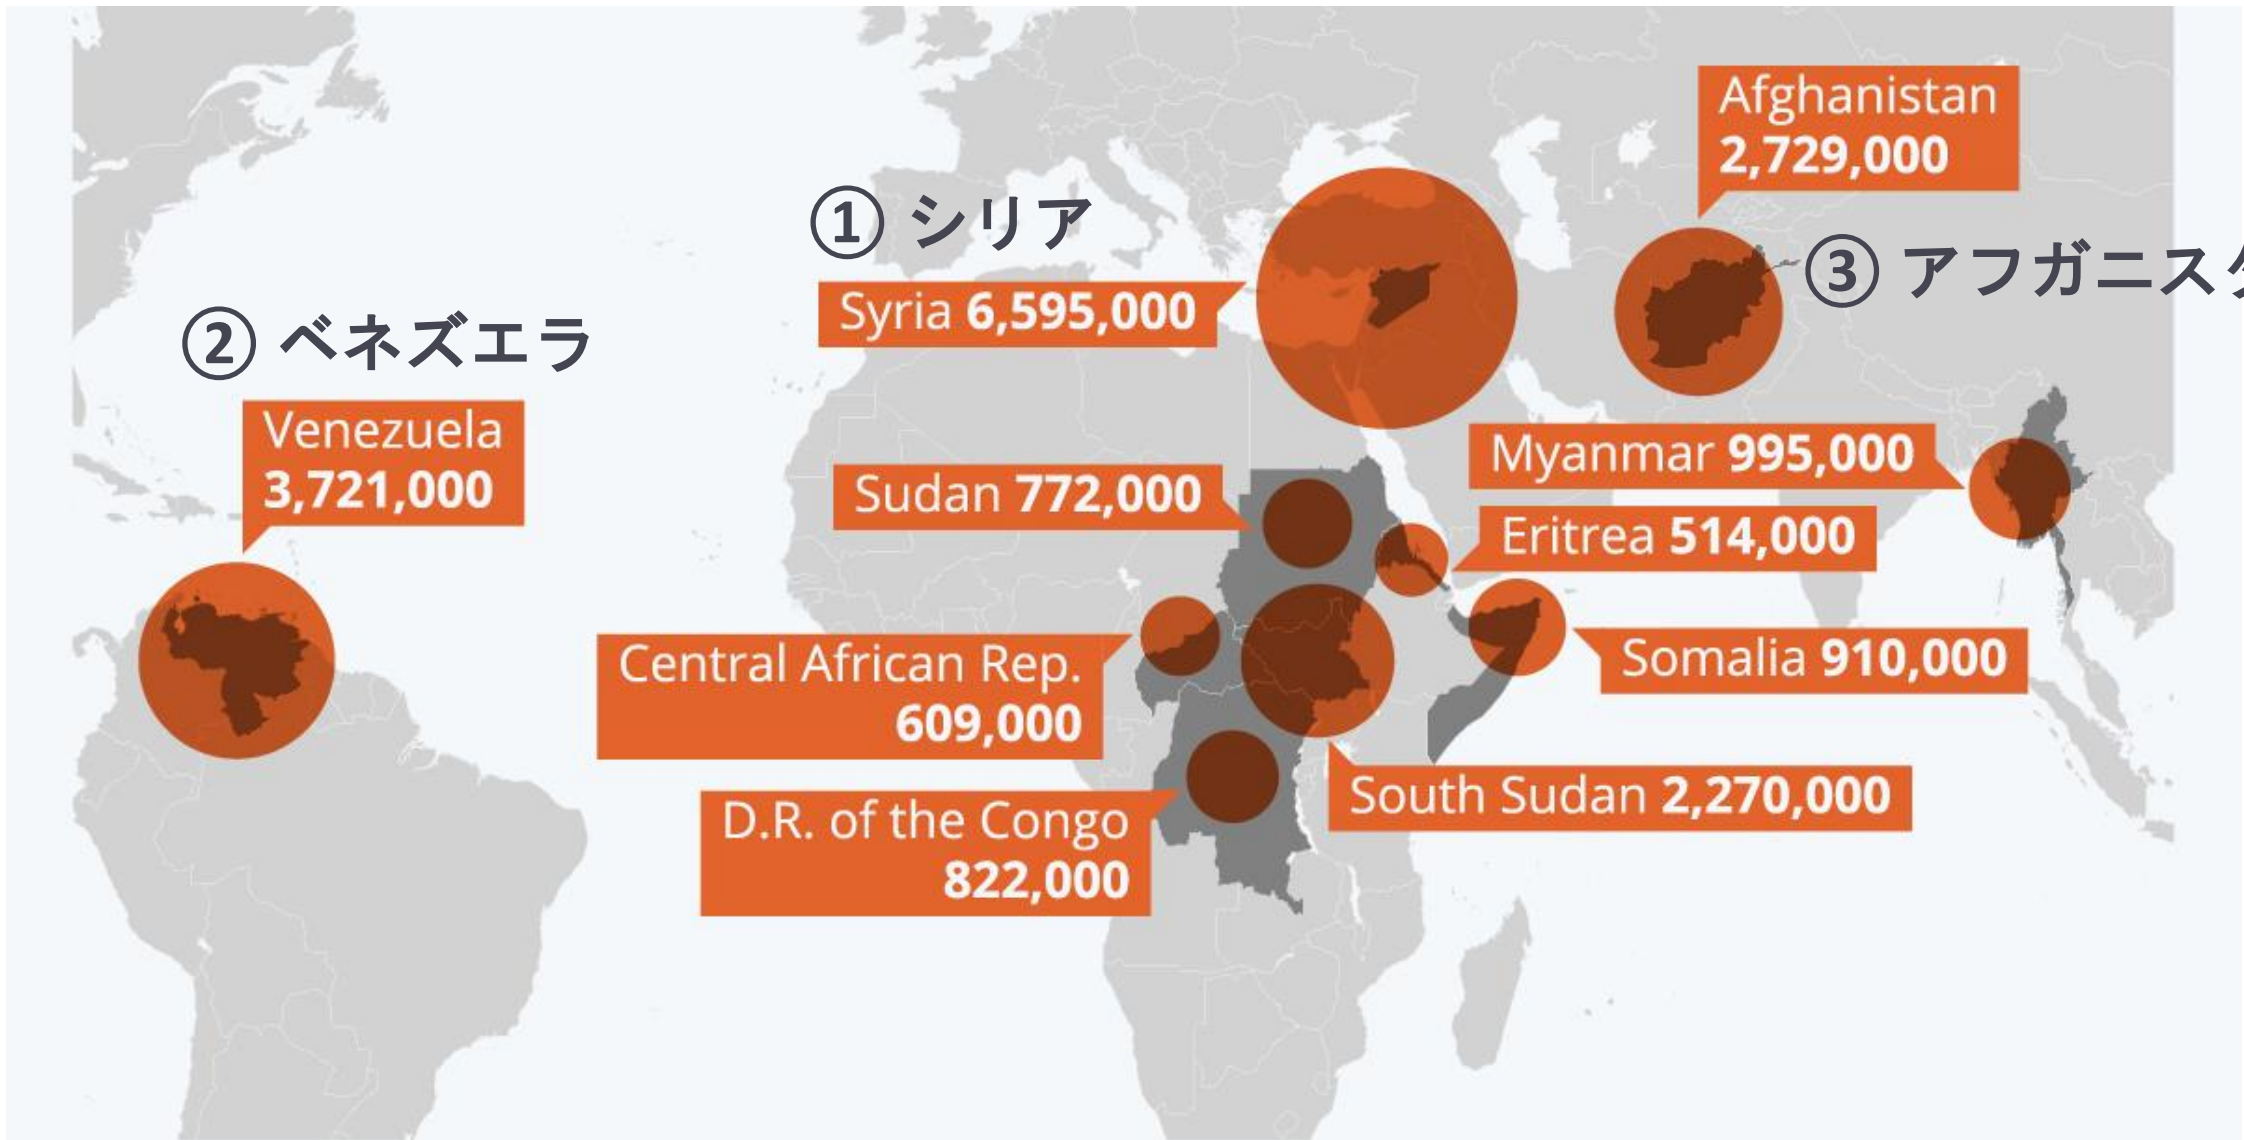 Afghanistan
2,729,000
① シリア
③ アフガニスタ
Syria 6,595,000
② ベネズエラ
Venezuela
3,721,000
Myanmar 995,000
Sudan 772,000
Eritrea 514,000
Central African Rep.
609,000
Somalia 910,000
South Sudan 2,270,000
D.R. of the Congo
822,000